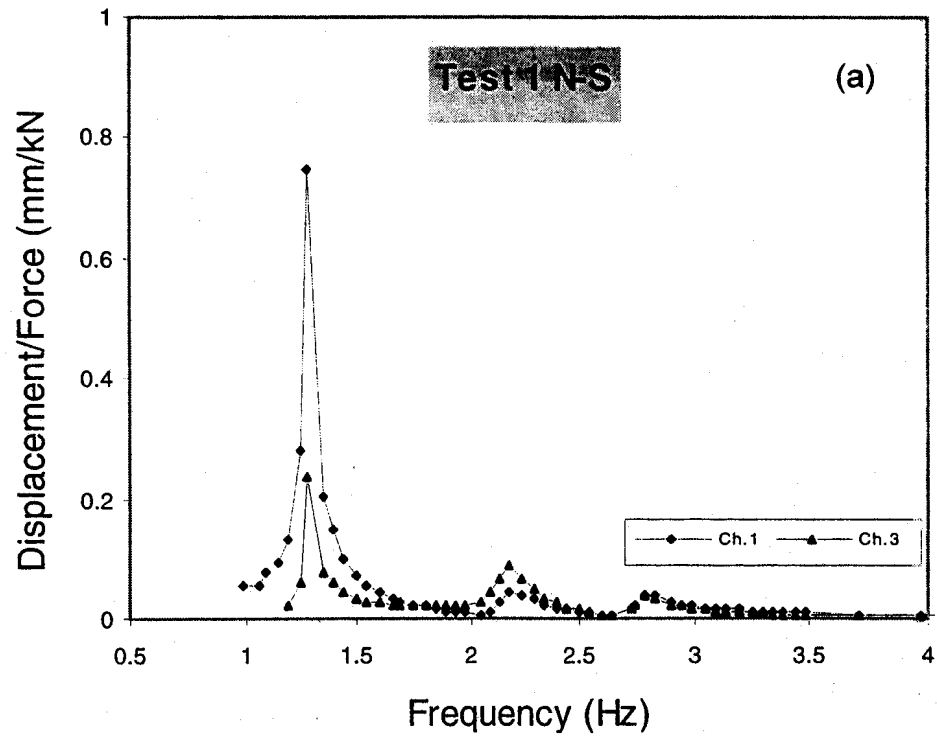 1
Test 1 N-S
(a)
0.8
0.6
0.4
0.2
0
Displacement/Force (mm/kN)
Ch.1
Ch.3
0.5
1
1.5
2
2.5
3
3.5
4
Frequency (Hz)